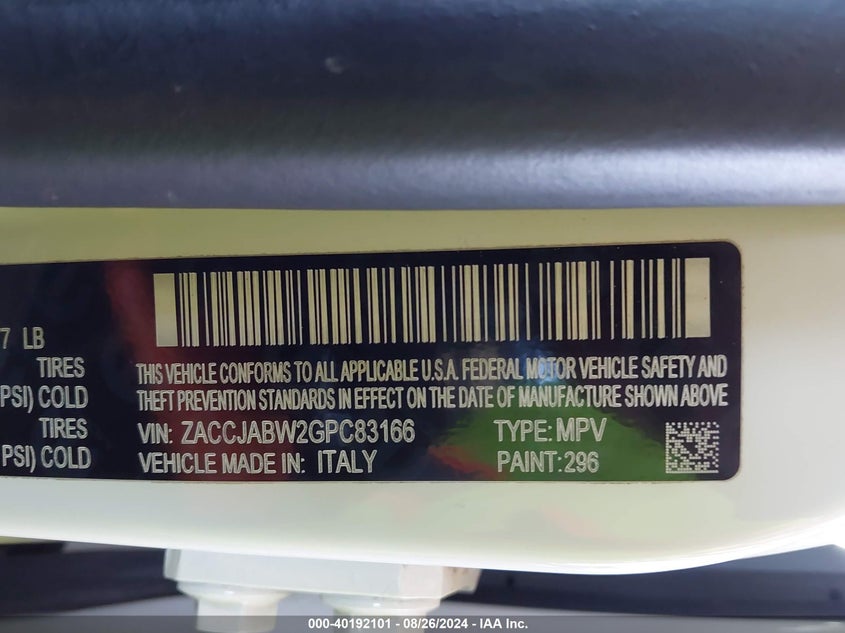 7 LB
TIRES
PSI) COLD
TIRES
PSI) COLD
THIS VEHICLE CONFORMS TO ALL APPLICABLE U.S.A. FEDERAL MOTOR VEHICLE SAFETY AND
THEFT PREVENTION STANDARDS IN EFFECT ON THE DATE OF MANUFACTURE SHOWN ABOVE
VIN: ZACCJABW2GPC83166 TYPE: MPV
VEHICLE MADE IN: ITALY PAINT: 296
000-40192101 - 08/26/2024 - IAA Inc.